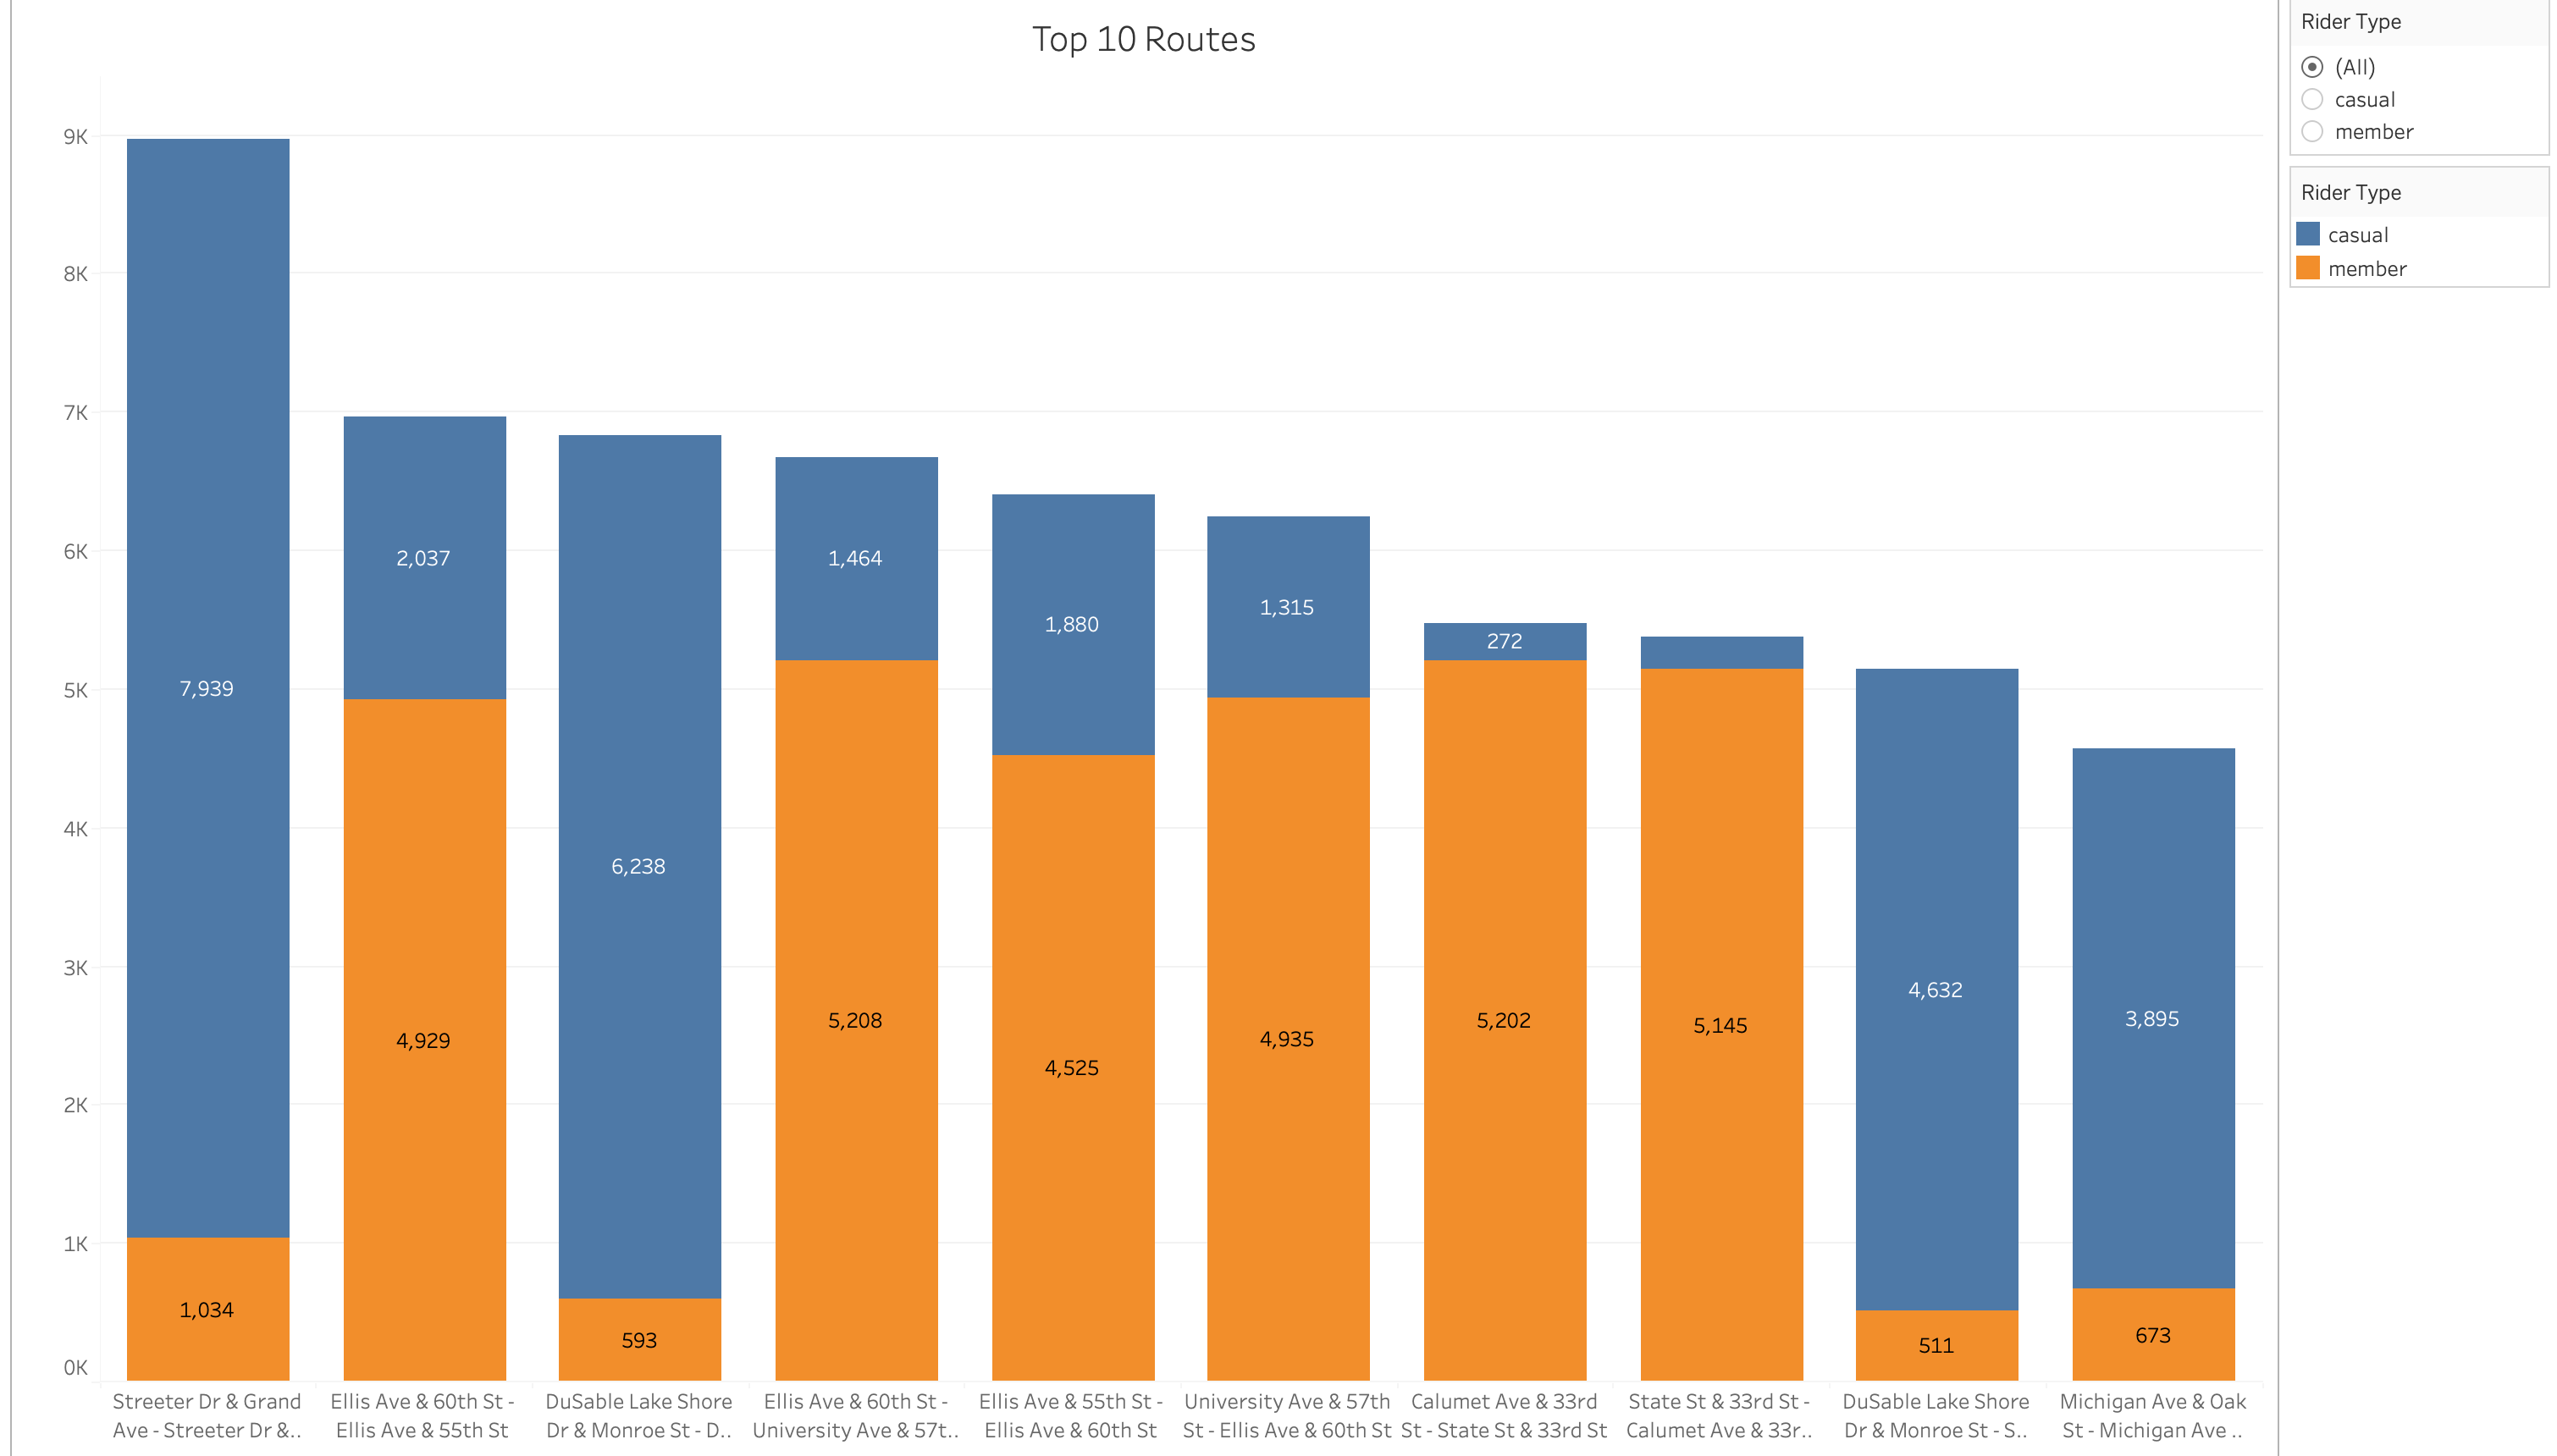 Top 10 Routes
9K
8K
7K
6K
5K
4K
3K
2K
1K
0K
7,939
1,034
2,037
4,929
6,238
593
1,464
5,208
1,880
4,525
1,315
4,935
272
5,202
5,145
4,632
511
3,895
673
Streeter Dr & Grand
Ave - Streeter Dr &..
Ellis Ave & 60th St -
Ellis Ave & 55th St
DuSable Lake Shore
Dr & Monroe St - D..
Ellis Ave & 60th St -
University Ave & 57t..
Ellis Ave & 55th St -
Ellis Ave & 60th St
University Ave & 57th
St - Ellis Ave & 60th St
Calumet Ave & 33rd
St - State St & 33rd St
State St & 33rd St -
Calumet Ave & 33r..
DuSable Lake Shore
Dr & Monroe St - S..
Michigan Ave & Oak
St - Michigan Ave ..
Rider Type
(All)
casual
member
Rider Type
casual
member